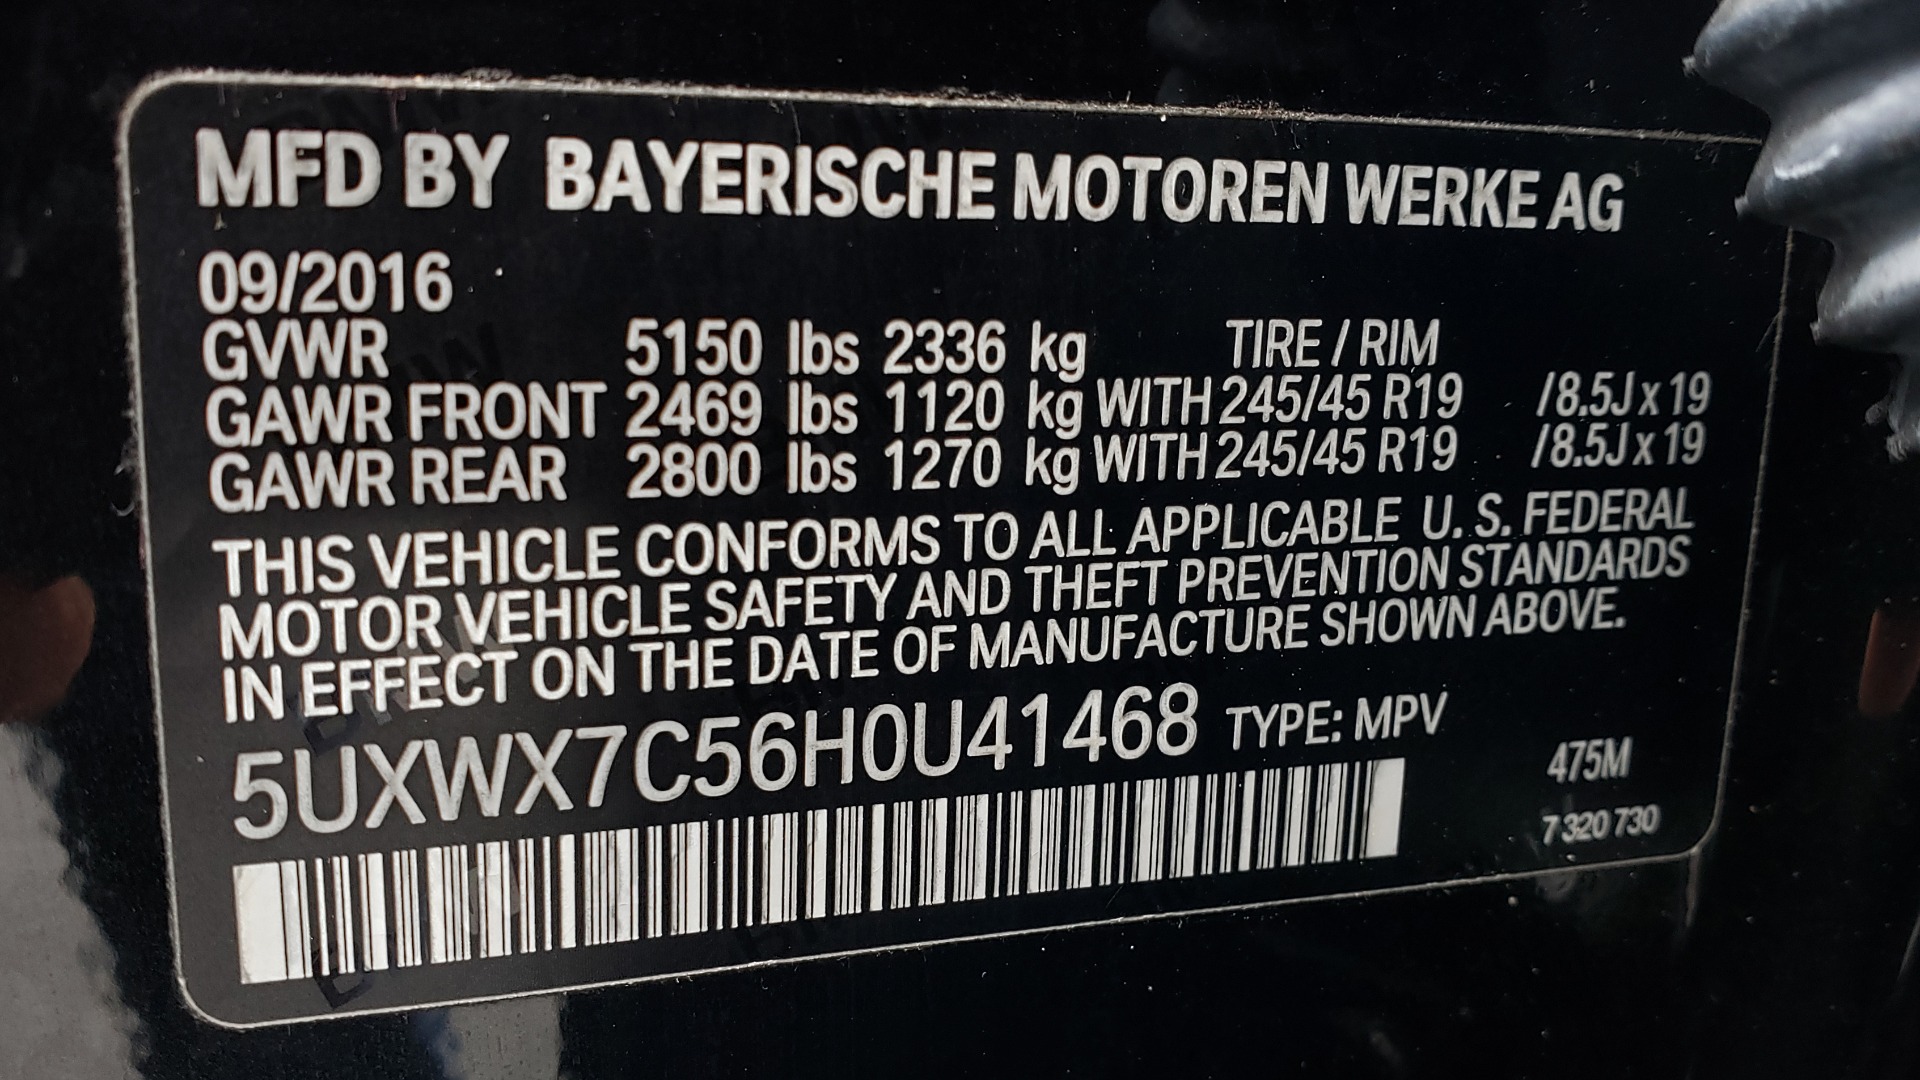 MFD BY BAYERISCHE MOTOREN WERKE AG
09/2016
GVWR 5150 lbs 2336 kg TIRE / RIM
GAWR FRONT 2469 lbs 1120 kg WITH 245/45 R19 /8.5J x 19
GAWR REAR 2800 lbs 1270 kg WITH 245/45 R19 /8.5J x 19
THIS VEHICLE CONFORMS TO ALL APPLICABLE U. S. FEDERAL
MOTOR VEHICLE SAFETY AND THEFT PREVENTION STANDARDS
IN EFFECT ON THE DATE OF MANUFACTURE SHOWN ABOVE.
5UXWX7C56H0U41468 TYPE: MPV
475M
7 320 730